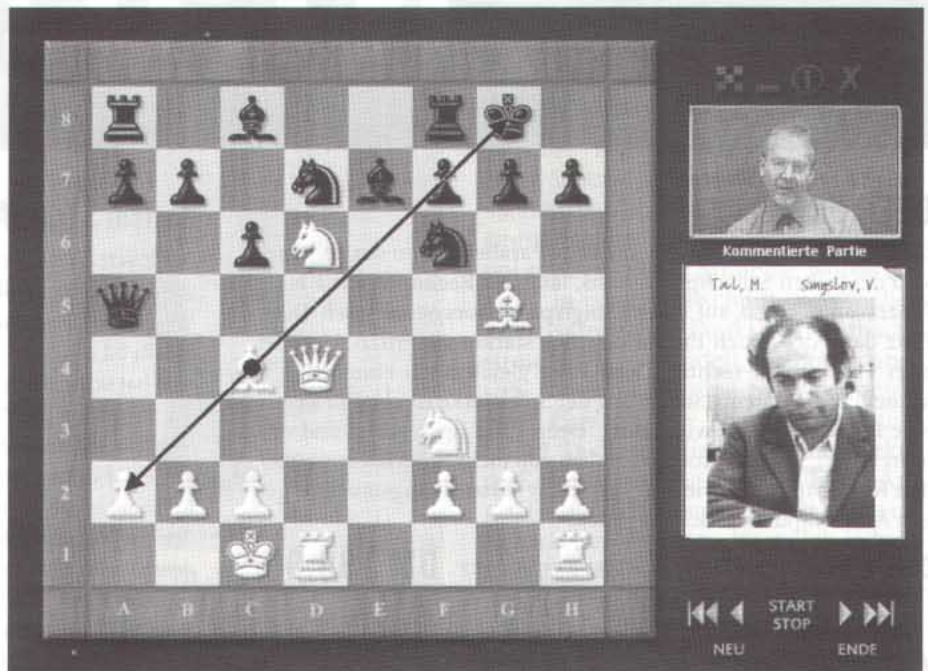 8
7
6
5
4
3
2
1
A B C D E F G H
Kommentierte Partie
Tal, M. Smyslov, V.
START
STOP
NEU ENDE